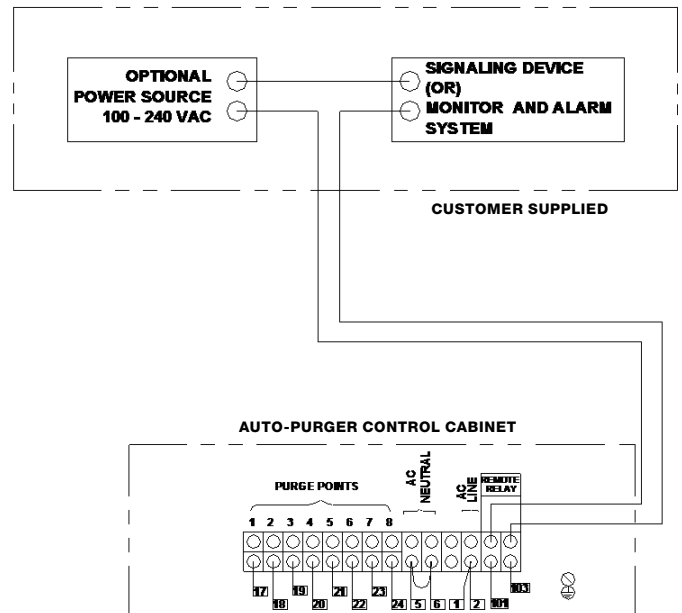 OPTIONAL
POWER SOURCE
100 - 240 VAC
SIGNALING DEVICE
(OR)
MONITOR AND ALARM
SYSTEM
CUSTOMER SUPPLIED
AUTO-PURGER CONTROL CABINET
PURGE POINTS
AC
NEUTRAL
AC
LINE
REMOTE
RELAY
1 2 3 4 5 6 7 8
17 19 21 23 103
18 20 22 24 5 6 1 2 101